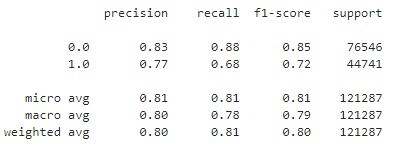 precision recall f1-score support
0.0 0.83 0.88 0.85 76546
1.0 0.77 0.68 0.72 44741
micro avg 0.81 0.81 0.81 121287
macro avg 0.80 0.78 0.79 121287
weighted avg 0.80 0.81 0.80 121287